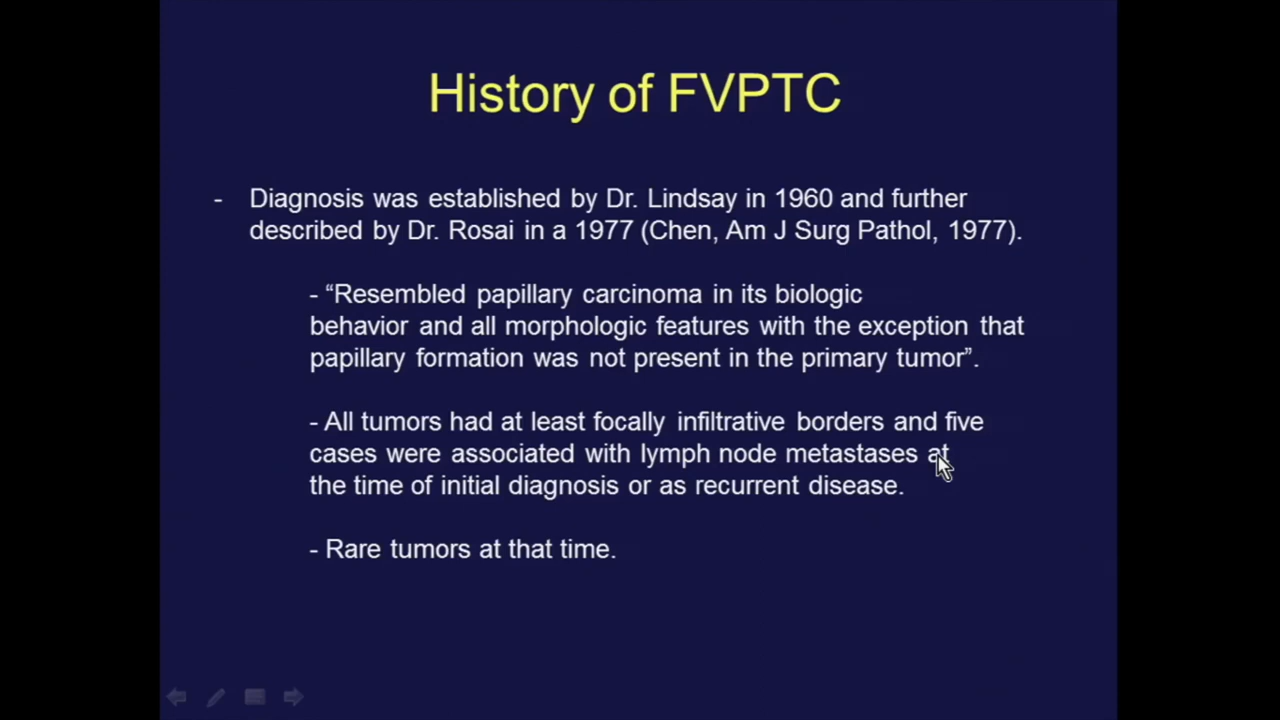 History of FVPTC
- Diagnosis was established by Dr. Lindsay in 1960 and further
described by Dr. Rosai in a 1977 (Chen, Am J Surg Pathol, 1977).
- “Resembled papillary carcinoma in its biologic
behavior and all morphologic features with the exception that
papillary formation was not present in the primary tumor”.
- All tumors had at least focally infiltrative borders and five
cases were associated with lymph node metastases at
the time of initial diagnosis or as recurrent disease.
- Rare tumors at that time.